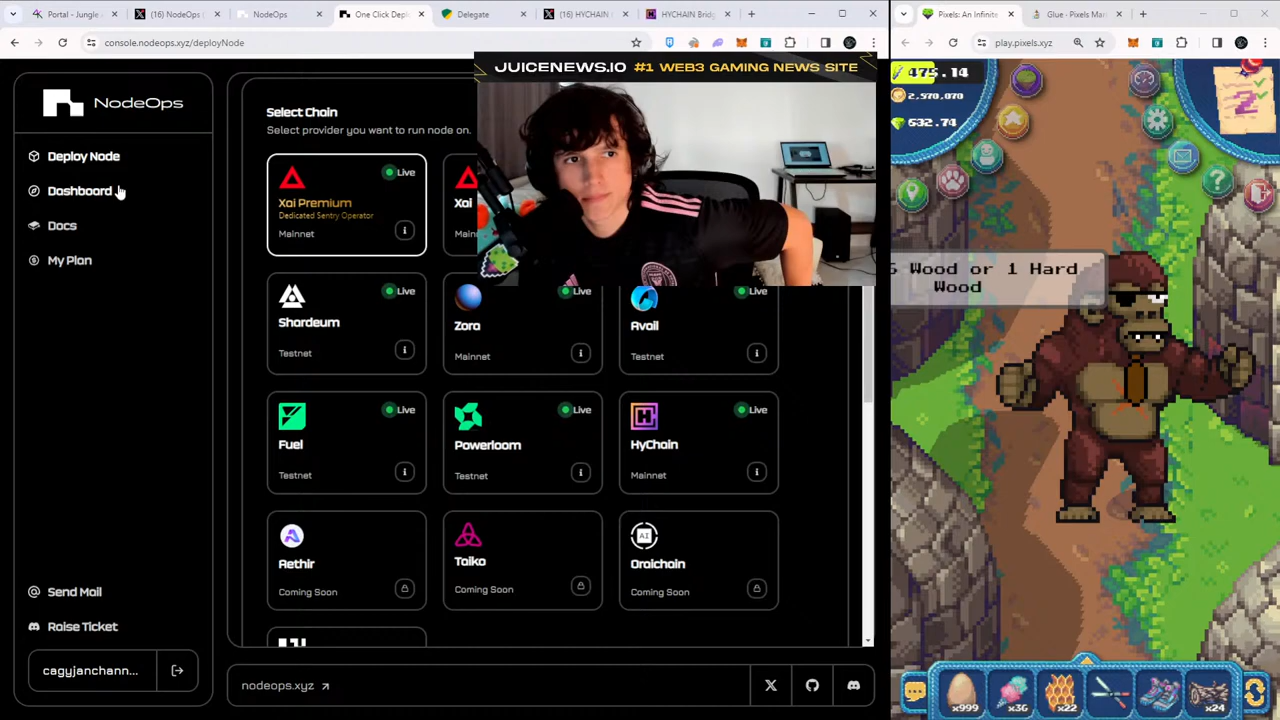 Portal - Jungle
(16) NodeOps
NodeOps
One Click Depl
Delegate
(16) HYCHAIN
HYCHAIN Bridg
console.nodeops.xyz/deployNode
JUICENEWS.IO #1 WEB3 GAMING NEWS SITE
NodeOps
Deploy Node
Dashboard
Docs
My Plan
Send Mail
Raise Ticket
cagyjanchann...
Select Chain
Select provider you want to run node on.
Live
Xai Premium
Dedicated Sentry Operator
Mainnet
Xai
Live
Shardeum
Testnet
Live
Zora
Mainnet
Live
Avail
Testnet
Live
Fuel
Testnet
Live
Powerloom
Testnet
Live
HyChain
Mainnet
Aethir
Coming Soon
Taiko
Coming Soon
AI
Oraichain
Coming Soon
nodeops.xyz
Pixels: An Infinite
Glue - Pixels Mar
play.pixels.xyz
475.14
2,570,070
632.74
Wood or 1 Hard
Wood
x999
x36
x22
x24